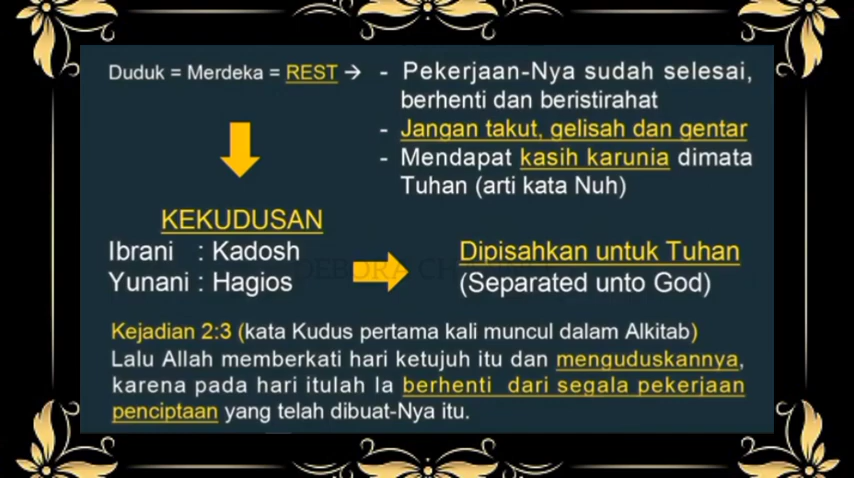 Duduk = Merdeka = REST → - Pekerjaan-Nya sudah selesai,
berhenti dan beristirahat
- Jangan takut, gelisah dan gentar
- Mendapat kasih karunia dimata
Tuhan (arti kata Nuh)
KEKUDUSAN
Ibrani : Kadosh
Yunani : Hagios
Dipisahkan untuk Tuhan
(Separated unto God)
Kejadian 2:3 (kata Kudus pertama kali muncul dalam Alkitab)
Lalu Allah memberkati hari ketujuh itu dan menguduskannya,
karena pada hari itulah Ia berhenti dari segala pekerjaan
penciptaan yang telah dibuat-Nya itu.